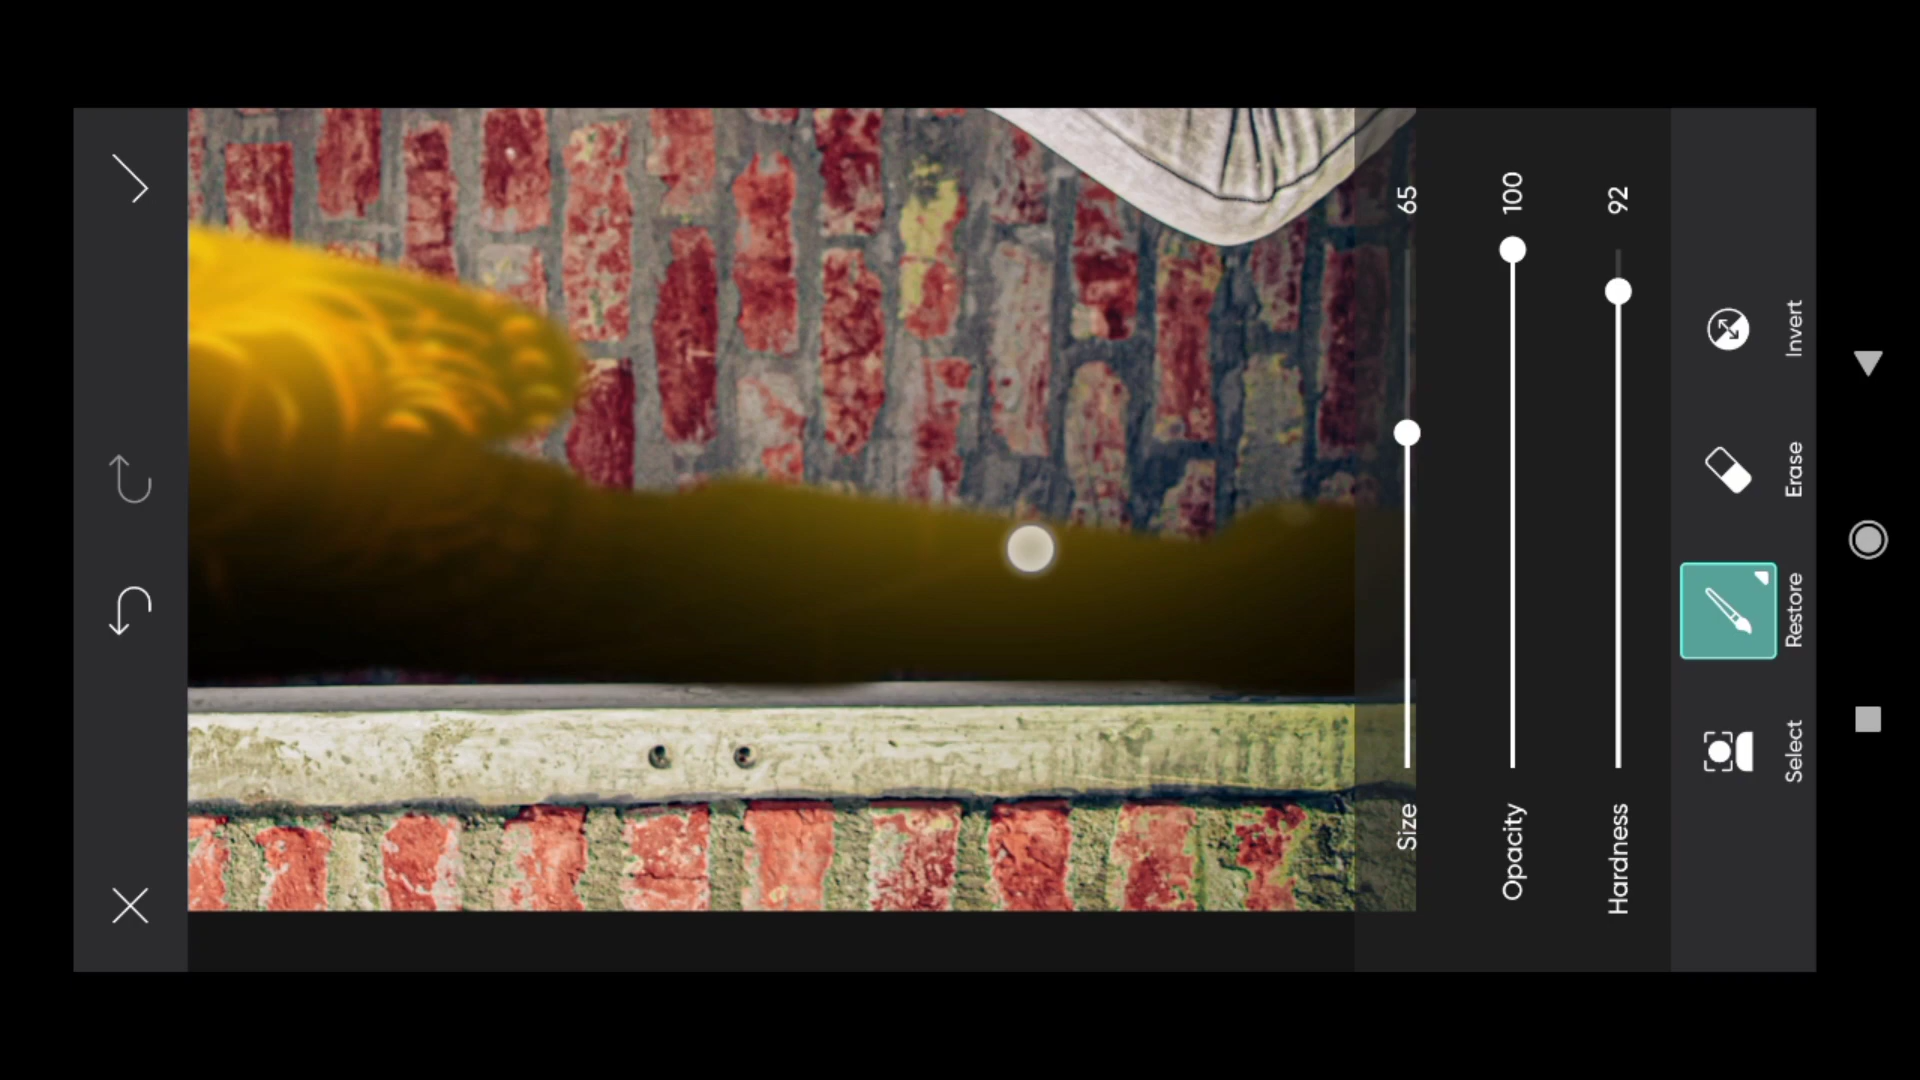 Size
65
Opacity
100
Hardness
92
Select
Restore
Erase
Invert